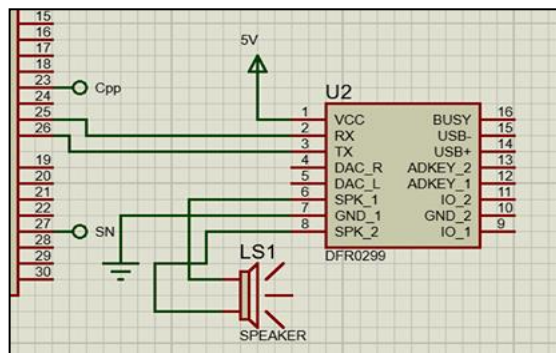 15
16
17
18
23 Cpp
24
25
26
19
20
21
22
27 SN
28
29
30
5V
U2
1 VCC BUSY 16
2 RX USB- 15
3 TX USB+ 14
4 DAC_R ADKEY_2 13
5 DAC_L ADKEY_1 12
6 SPK_1 IO_2 11
7 GND_1 GND_2 10
8 SPK_2 IO_1 9
DFR0299
LS1
SPEAKER